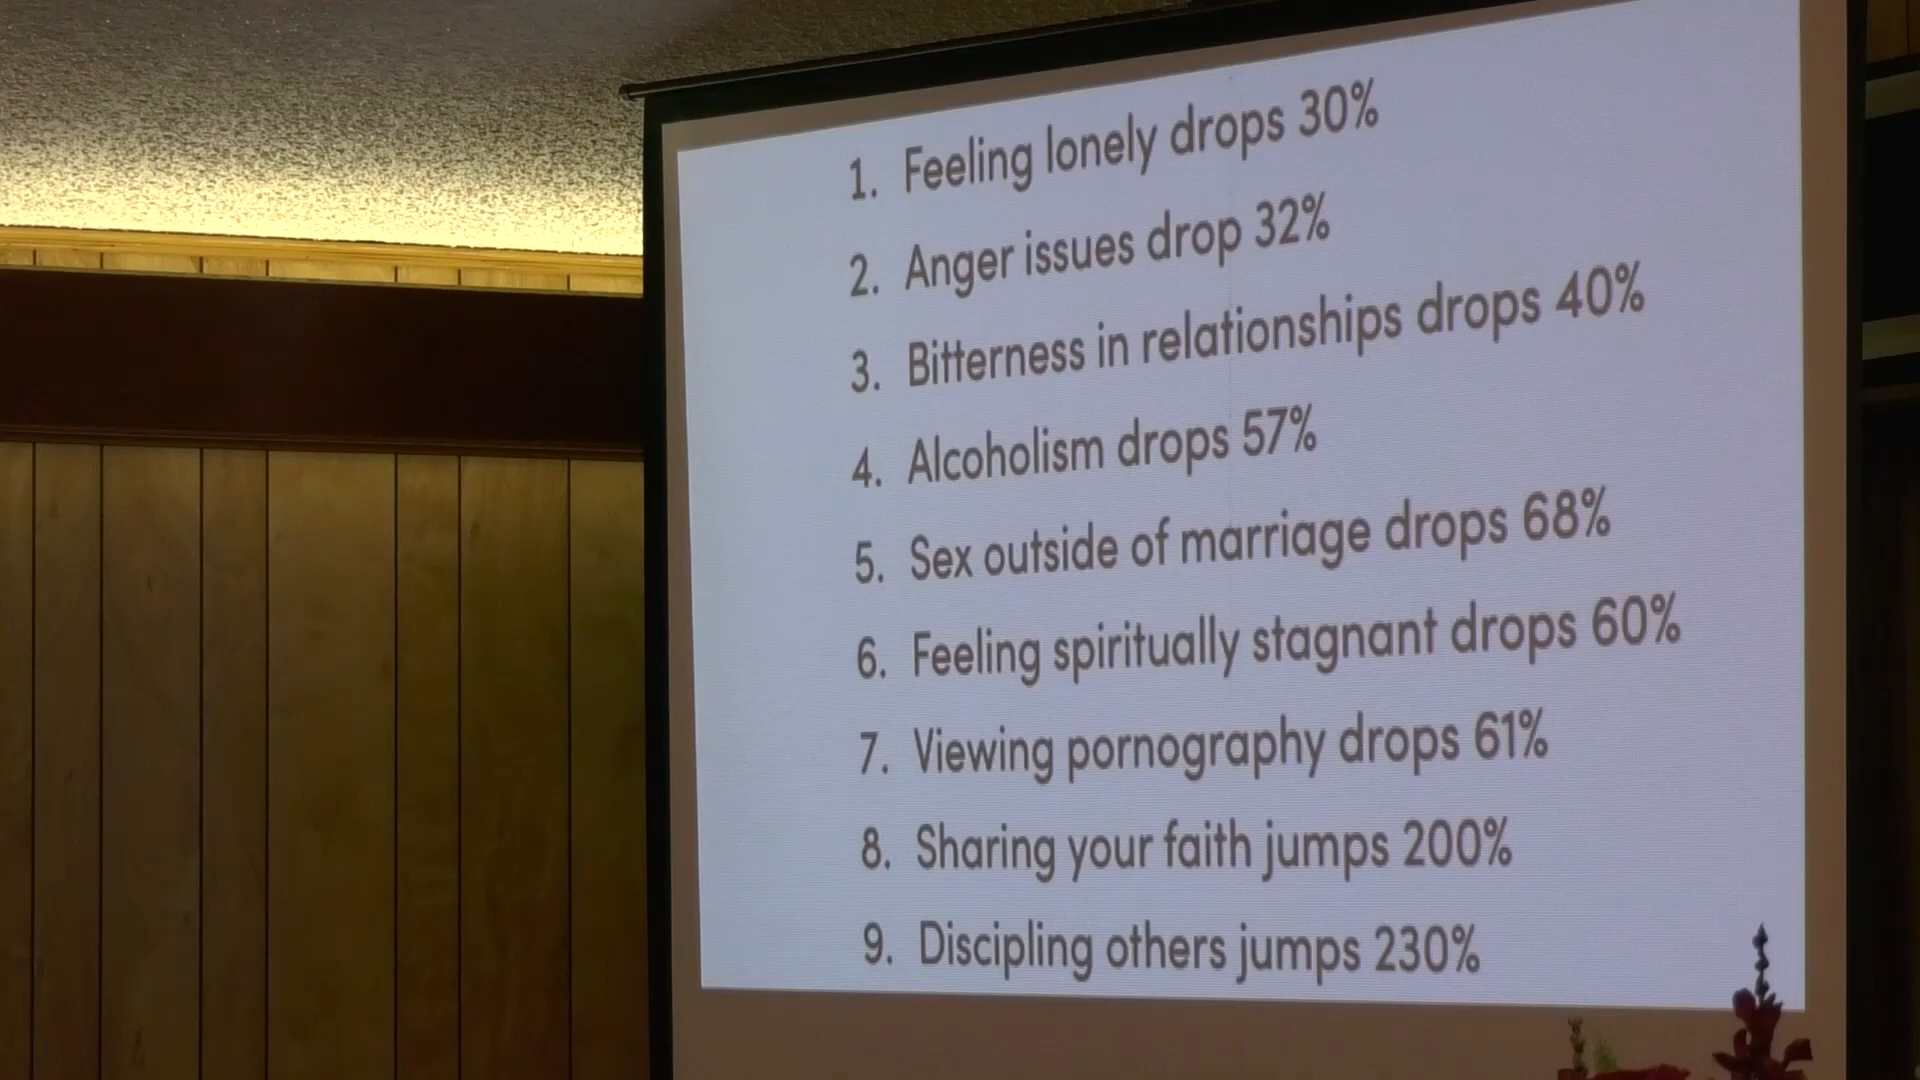 1. Feeling lonely drops 30%
2. Anger issues drop 32%
3. Bitterness in relationships drops 40%
4. Alcoholism drops 57%
5. Sex outside of marriage drops 68%
6. Feeling spiritually stagnant drops 60%
7. Viewing pornography drops 61%
8. Sharing your faith jumps 200%
9. Discipling others jumps 230%